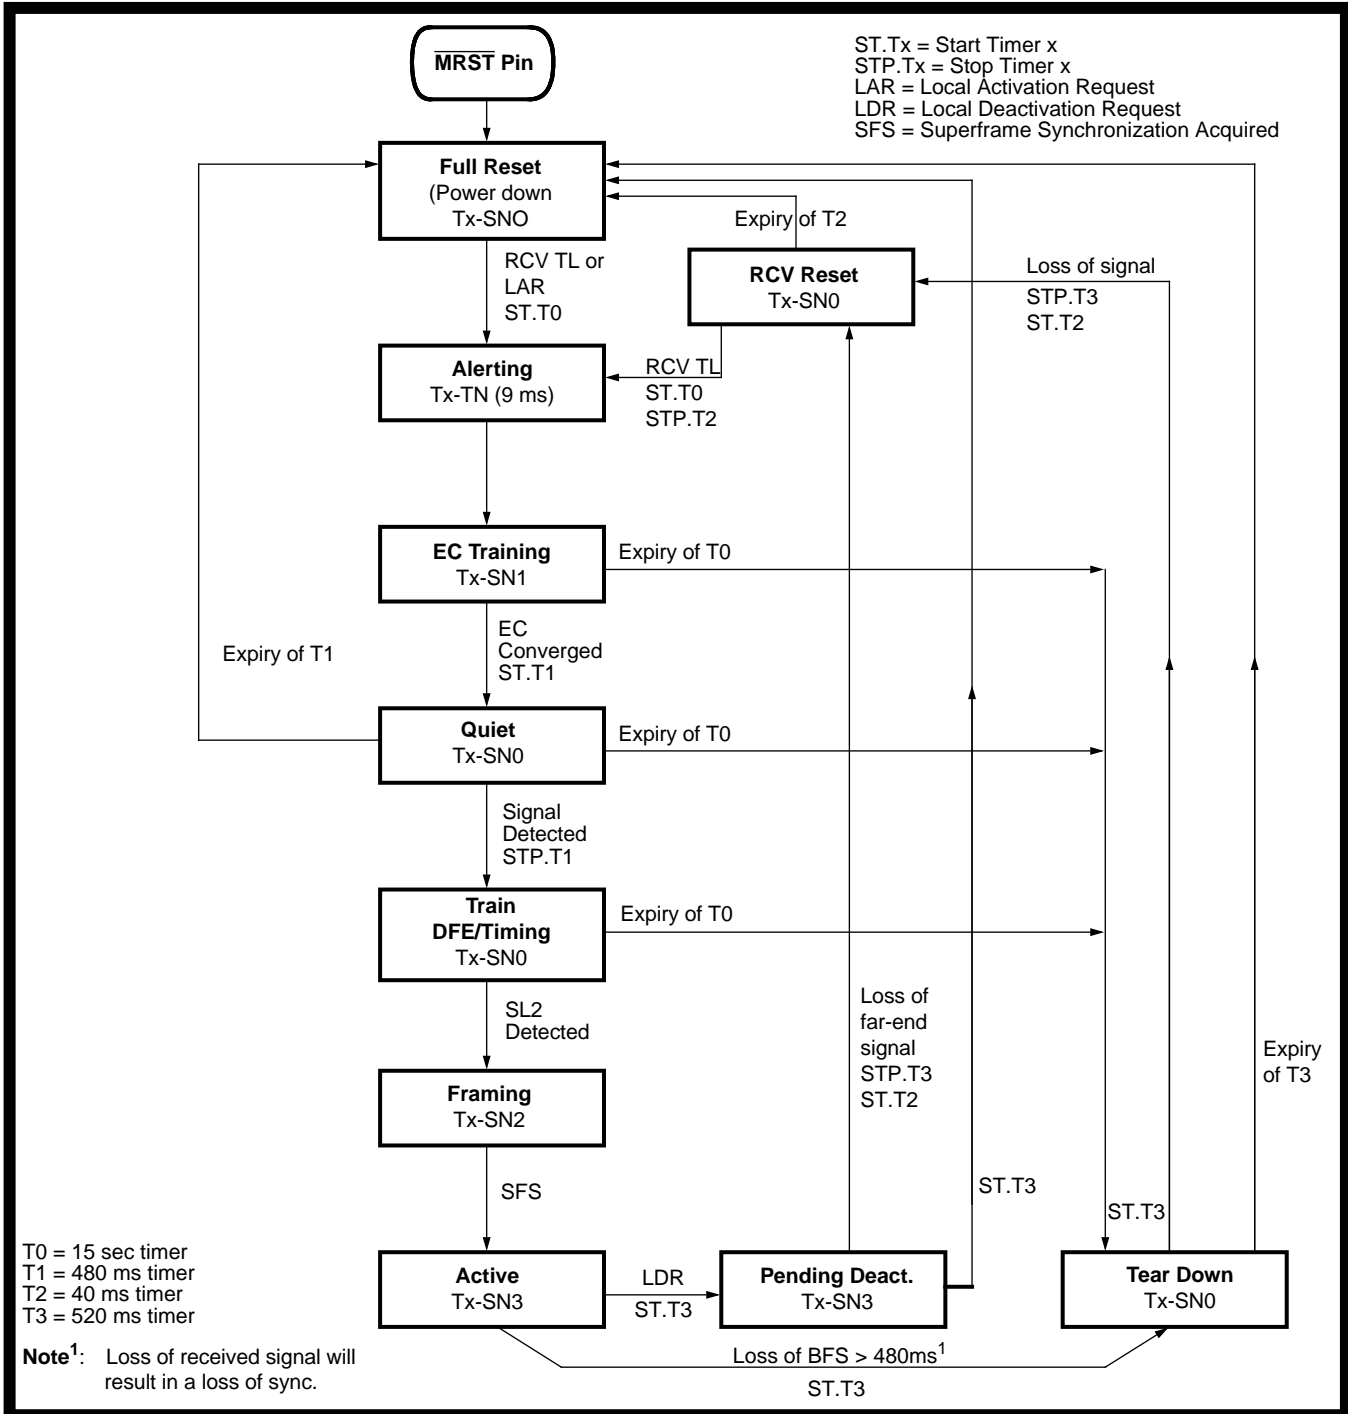 MRST Pin
ST.Tx = Start Timer x
STP.Tx = Stop Timer x
LAR = Local Activation Request
LDR = Local Deactivation Request
SFS = Superframe Synchronization Acquired
Full Reset
(Power down
Tx-SNO
Expiry of T2
RCV TL or
LAR
ST.T0
RCV Reset
Tx-SN0
Loss of signal
STP.T3
ST.T2
Alerting
Tx-TN (9 ms)
RCV TL
ST.T0
STP.T2
EC Training
Tx-SN1
Expiry of T0
EC
Converged
ST.T1
Expiry of T1
Quiet
Tx-SN0
Expiry of T0
Signal
Detected
STP.T1
Train
DFE/Timing
Tx-SN0
Expiry of T0
SL2
Detected
Loss of
far-end
signal
STP.T3
ST.T2
Expiry
of T3
Framing
Tx-SN2
SFS
ST.T3
ST.T3
T0 = 15 sec timer
T1 = 480 ms timer
T2 = 40 ms timer
T3 = 520 ms timer
Active
Tx-SN3
LDR
ST.T3
Pending Deact.
Tx-SN3
Tear Down
Tx-SN0
Note1: Loss of received signal will
result in a loss of sync.
Loss of BFS > 480ms1
ST.T3